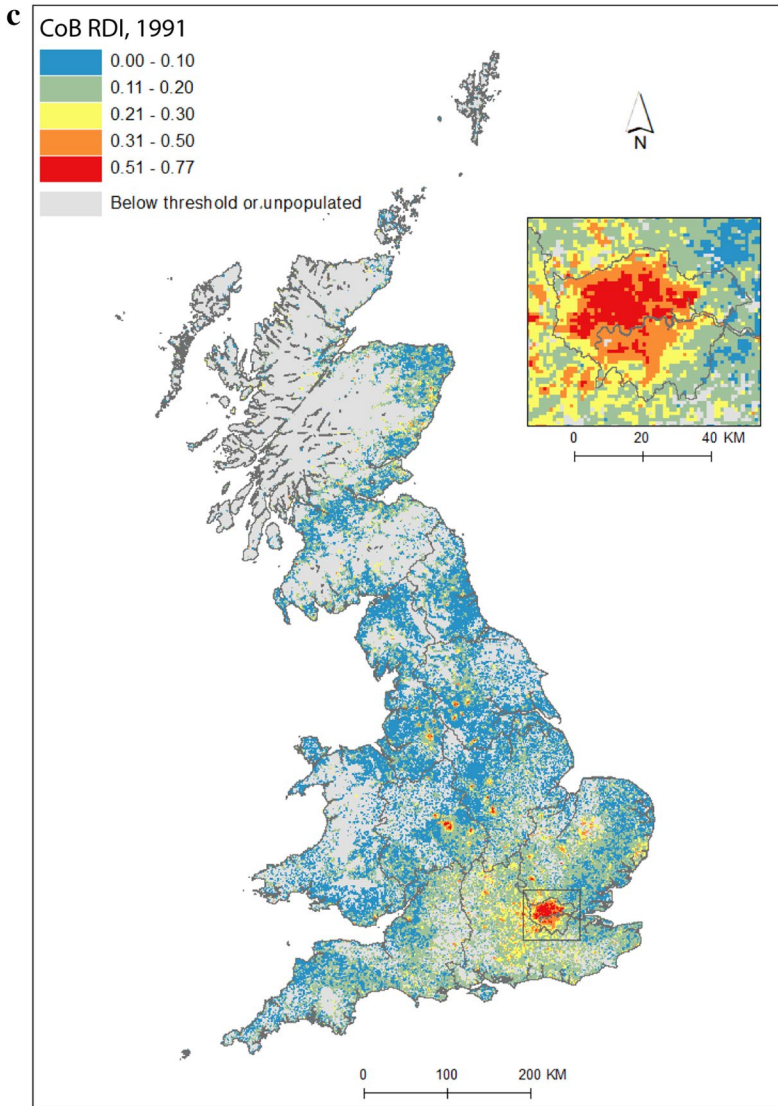 c
CoB RDI, 1991
0.00 - 0.10
0.11 - 0.20
0.21 - 0.30
0.31 - 0.50
0.51 - 0.77
Below threshold or.unpopulated
N
0 20 40 KM
0 100 200 KM